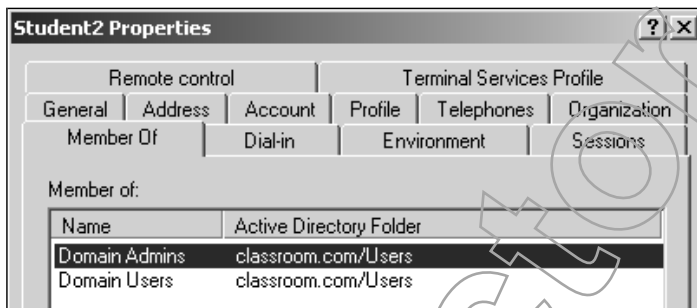 Student2 Properties ? X
Remote control Terminal Services Profile
General Address Account Profile Telephones Organization
Member Of Dial-in Environment Sessions
Member of:
Name Active Directory Folder
Domain Admins classroom.com/Users
Domain Users classroom.com/Users